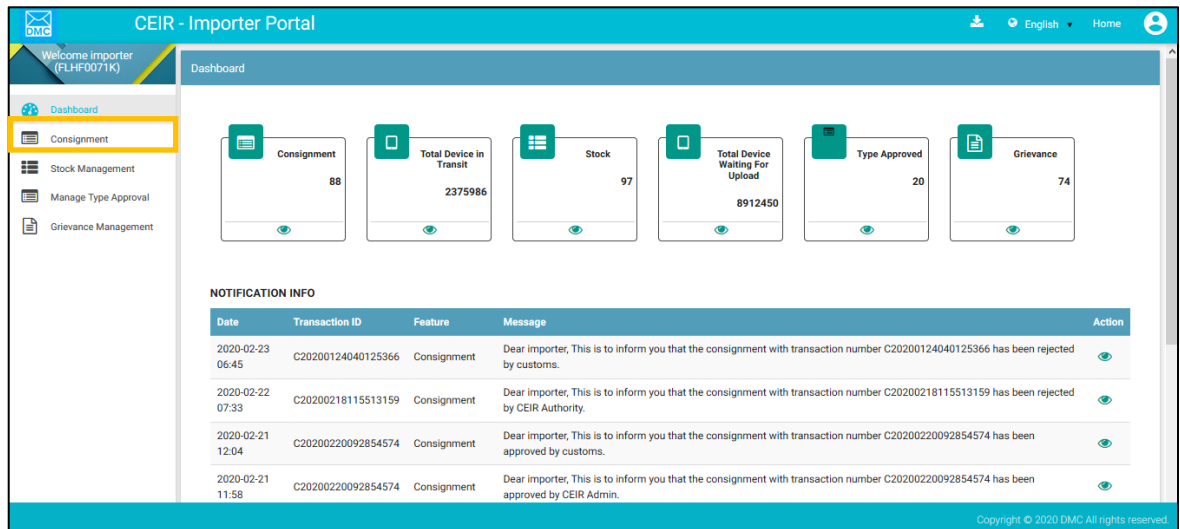 DMC
CEIR - Importer Portal
English
Home
Welcome importer
(FLHF0071K)
Dashboard
Dashboard
Consignment
Stock Management
Manage Type Approval
Grievance Management
Consignment
88
Total Device in
Transit
2375986
Stock
97
Total Device
Waiting For
Upload
8912450
Type Approved
20
Grievance
74
NOTIFICATION INFO
Date Transaction ID Feature Message Action
2020-02-23
06:45
C20200124040125366 Consignment
Dear importer, This is to inform you that the consignment with transaction number C20200124040125366 has been rejected
by customs.
2020-02-22
07:33
C20200218115513159 Consignment
Dear importer, This is to inform you that the consignment with transaction number C20200218115513159 has been rejected
by CEIR Authority.
2020-02-21
12:04
C20200220092854574 Consignment
Dear importer, This is to inform you that the consignment with transaction number C20200220092854574 has been
approved by customs.
2020-02-21
11:58
C20200220092854574 Consignment
Dear importer, This is to inform you that the consignment with transaction number C20200220092854574 has been
approved by CEIR Admin.
Copyright © 2020 DMC All rights reserved.